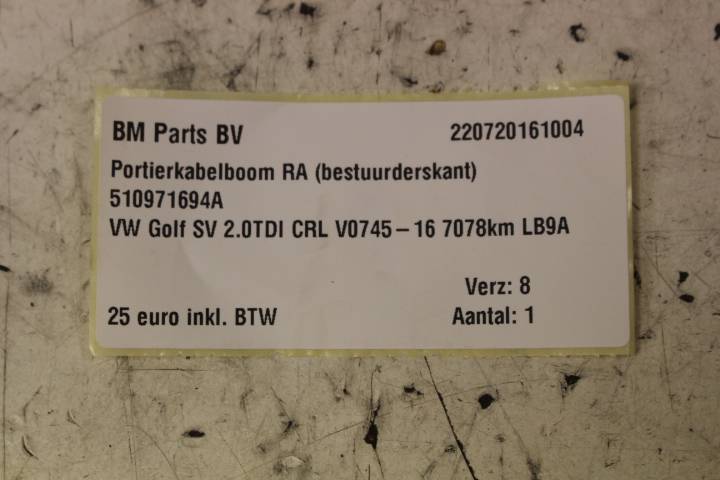 BM Parts BV 220720161004
Portierkabelboom RA (bestuurderskant)
510971694A
VW Golf SV 2.0TDI CRL V0745-16 7078km LB9A
Verz: 8
25 euro inkl. BTW Aantal: 1